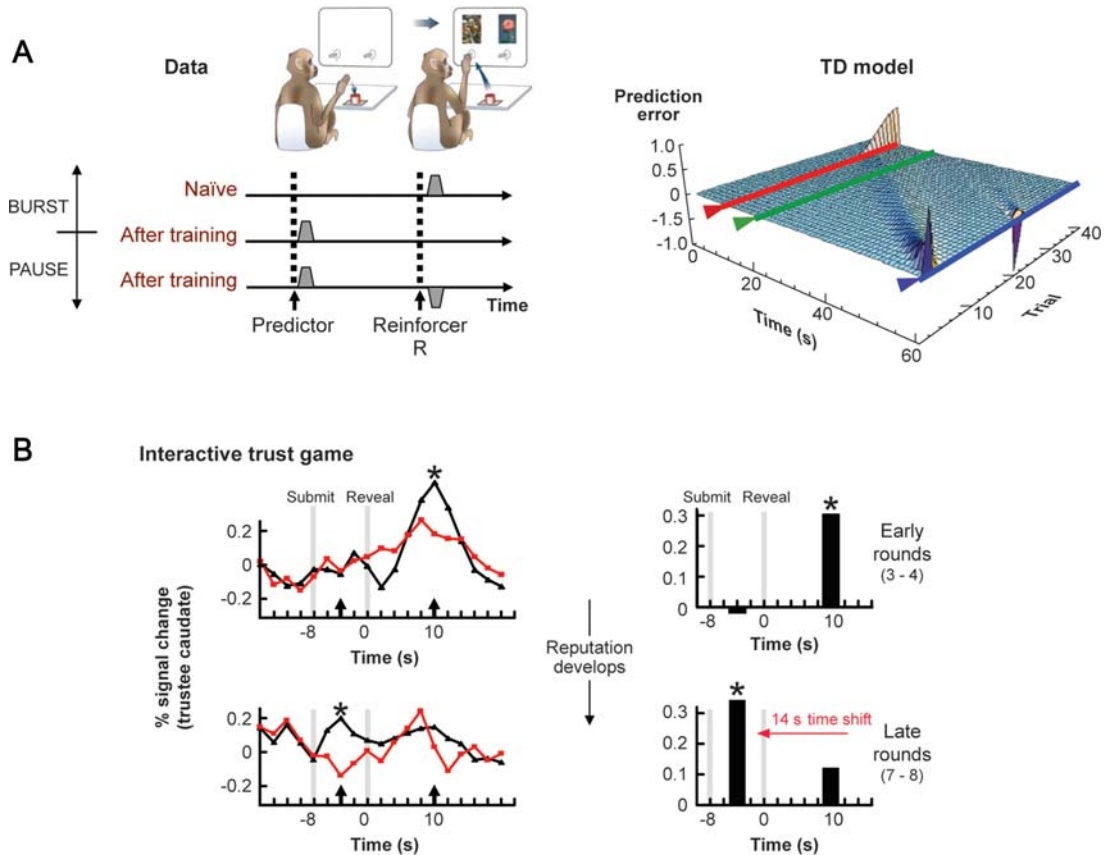 A
Data
TD model
Prediction
error
1.0
0.5
0
-1.5
-1.0
0
20
40
60
Time (s)
10
20
30
40
Trial
BURST
PAUSE
Naïve
After training
After training
Time
Predictor
Reinforcer
R
B
Interactive trust game
% signal change
(trustee caudate)
Submit
Reveal
*
0.2
0
-0.2
-8
0
10
Time (s)
Submit
Reveal
*
0.3
0.2
0.1
0
-8
0
10
Time (s)
Early
rounds
(3 - 4)
Reputation
develops
*
0.2
0
-0.2
-8
0
10
Time (s)
*
14 s time shift
0.3
0.2
0.1
0
-8
0
10
Time (s)
Late
rounds
(7 - 8)